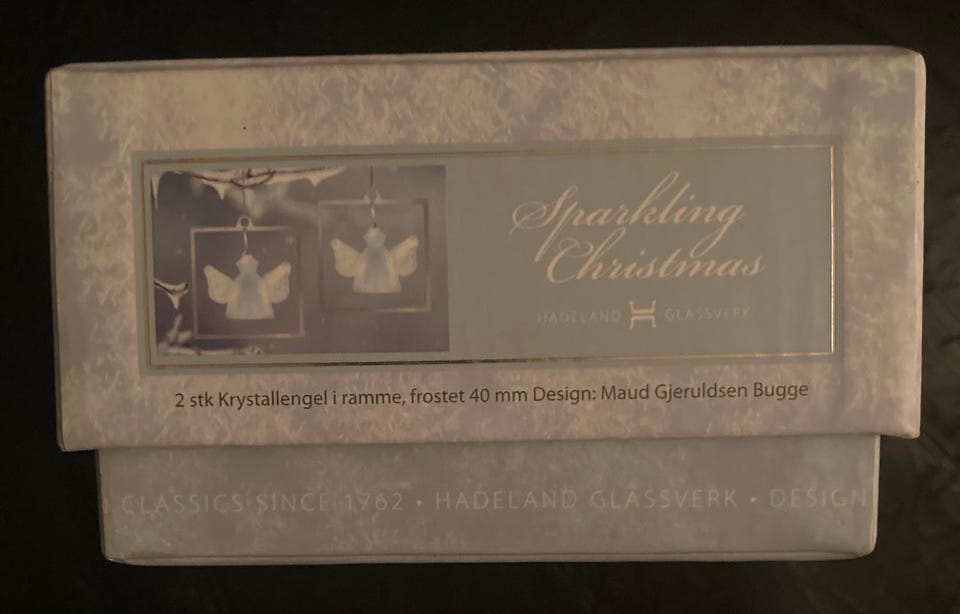 Sparkling
Christmas
HADELAND GLASSVERK
2 stk Krystallengel i ramme, frostet 40 mm Design: Maud Gjeruldsen Bugge
CLASSICS SINCE 1762 • HADELAND GLASSVERK • DESIGN